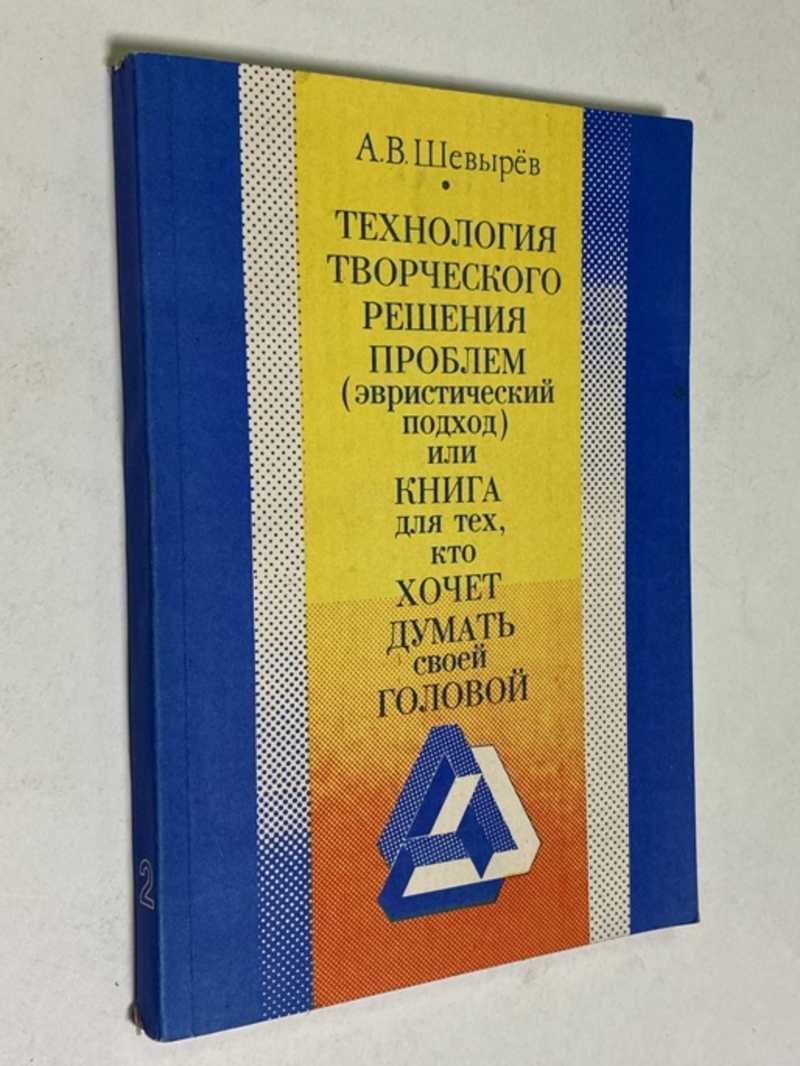 А.В.Шевырёв
•
ТЕХНОЛОГИЯ
ТВОРЧЕСКОГО
РЕШЕНИЯ
ПРОБЛЕМ
(эвристический
подход)
или
КНИГА
для тех,
кто
ХОЧЕТ
ДУМАТЬ
своей
ГОЛОВОЙ
2